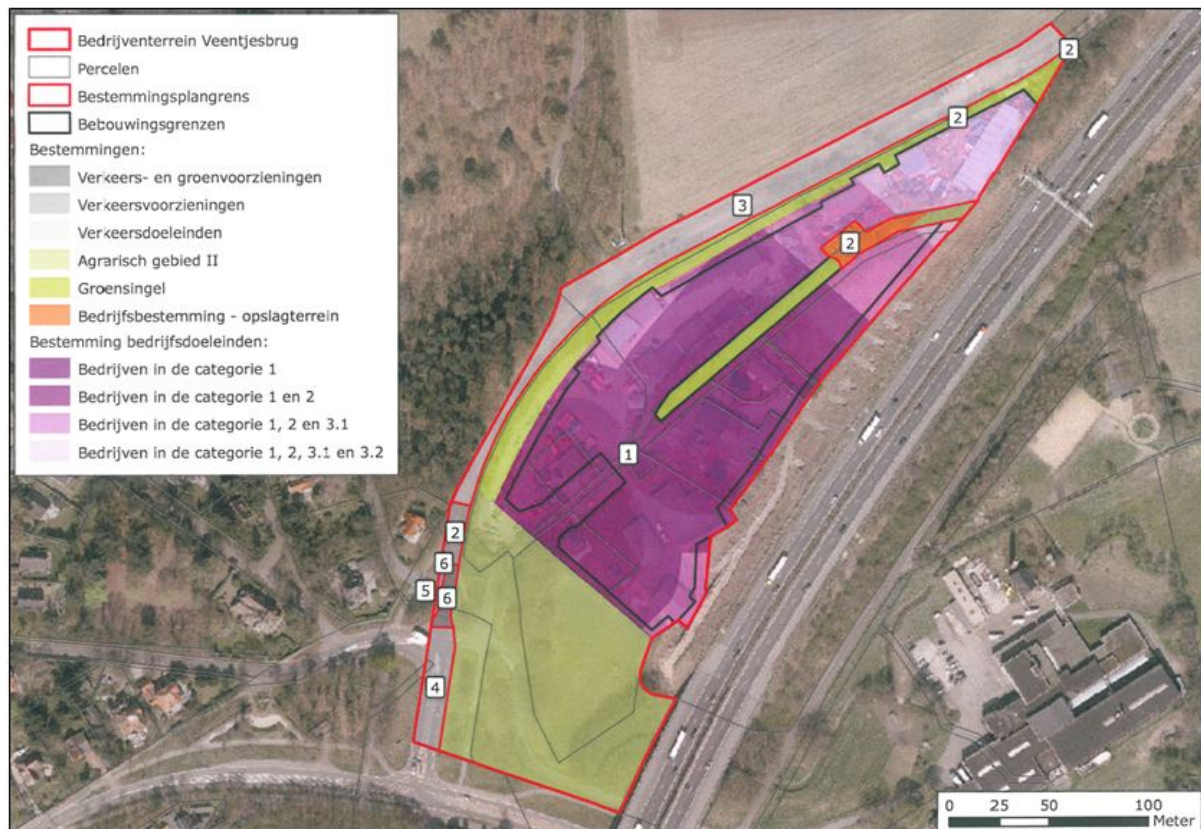 Bedrijventerrein Veentjesbrug
Percelen
Bestemmingsplangrens
Bebouwingsgrenzen
Bestemmingen:
Verkeers- en groenvoorzieningen
Verkeersvoorzieningen
Verkeersdoeleinden
Agrarisch gebied II
Groensingel
Bedrijfsbestemming - opslagterrein
Bestemming bedrijfsdoeleinden:
Bedrijven in de categorie 1
Bedrijven in de categorie 1 en 2
Bedrijven in de categorie 1, 2 en 3.1
Bedrijven in de categorie 1, 2, 3.1 en 3.2
2
2
3
2
1
2
6
5
6
4
0 25 50 100
Meter